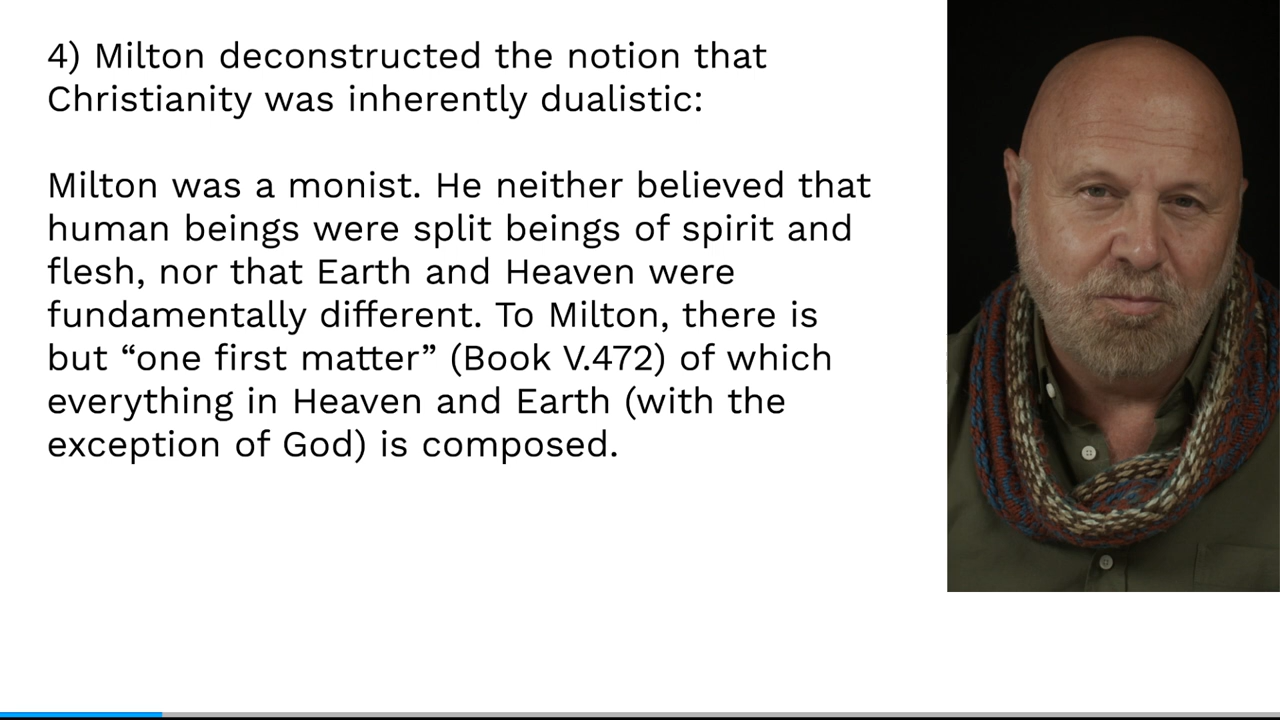 4) Milton deconstructed the notion that
Christianity was inherently dualistic:
Milton was a monist. He neither believed that
human beings were split beings of spirit and
flesh, nor that Earth and Heaven were
fundamentally different. To Milton, there is
but “one first matter” (Book V.472) of which
everything in Heaven and Earth (with the
exception of God) is composed.